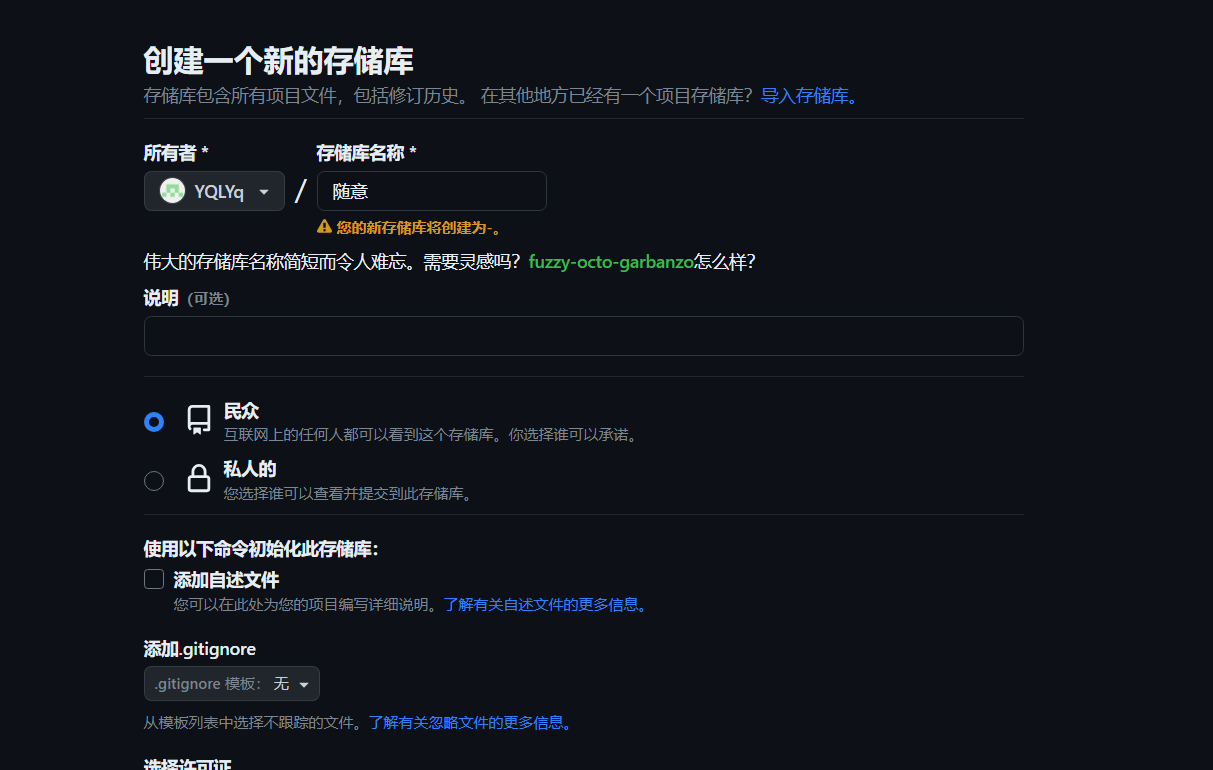 创建一个新的存储库
存储库包含所有项目文件，包括修订历史。 在其他地方已经有一个项目存储库？导入存储库。
所有者 * 存储库名称 *
YQLYq / 随意
您的新存储库将创建为-。
伟大的存储库名称简短而令人难忘。需要灵感吗？fuzzy-octo-garbanzo怎么样？
说明 (可选)
民众
互联网上的任何人都可以看到这个存储库。你选择谁可以承诺。
私人的
您选择谁可以查看并提交到此存储库。
使用以下命令初始化此存储库：
添加自述文件
您可以在此处为您的项目编写详细说明。了解有关自述文件的更多信息。
添加.gitignore
.gitignore 模板： 无
从模板列表中选择不跟踪的文件。了解有关忽略文件的更多信息。
选择许可证